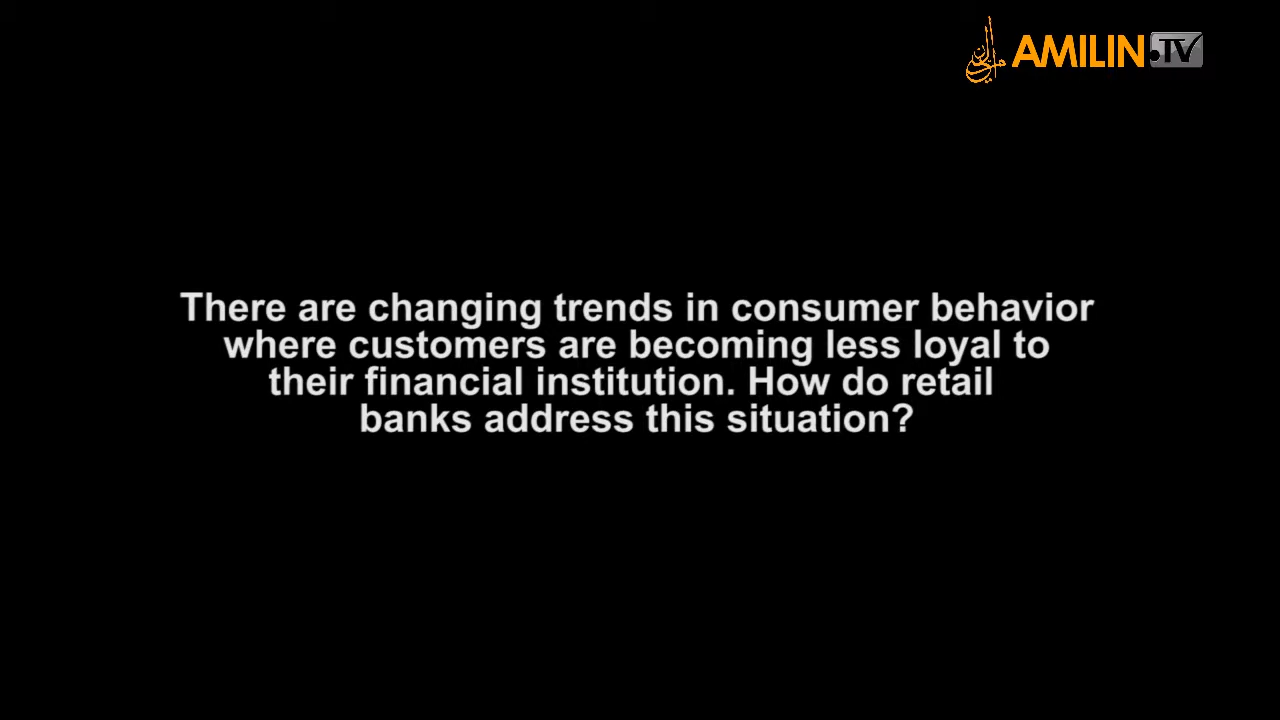 AMILIN.TV
There are changing trends in consumer behavior
where customers are becoming less loyal to
their financial institution. How do retail
banks address this situation?